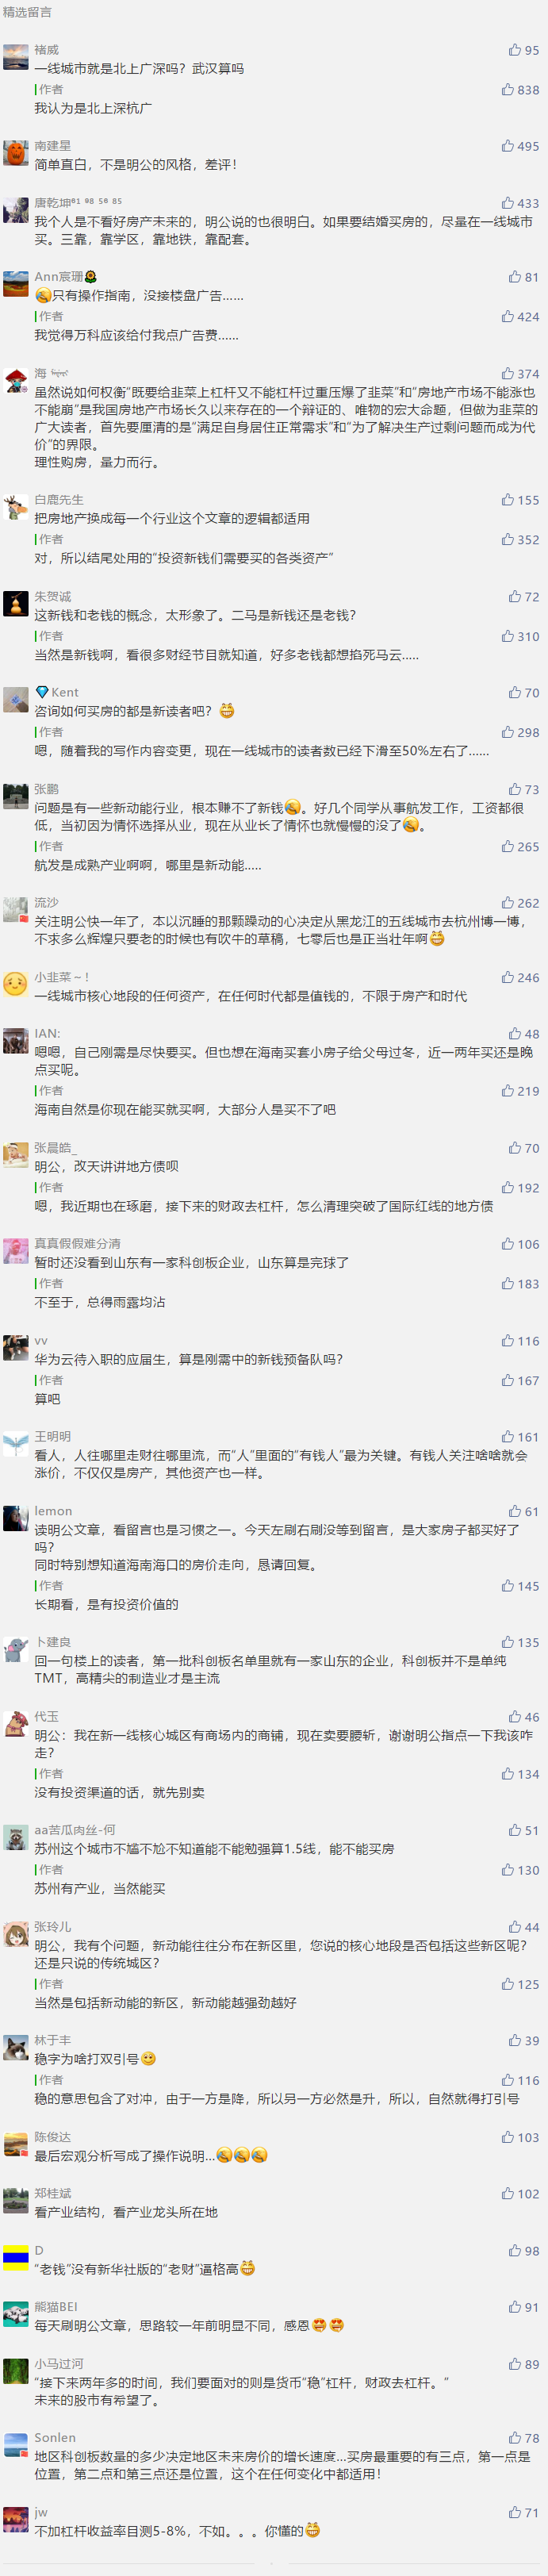 精选留言
褚威
95
一线城市就是北上广深吗？武汉算吗
作者
838
我认为是北上深杭广
南建星
495
简单直白，不是明公的风格，差评！
唐乾坤⁰¹ ⁰⁸ ⁵⁶ ⁸⁵
433
我个人是不看好房产未来的，明公说的也很明白。如果要结婚买房的，尽量在一线城市
买。三靠，靠学区，靠地铁，靠配套。
Ann宸珊🌻
81
😂只有操作指南，没接楼盘广告……
作者
424
我觉得万科应该给付我点广告费……
海
374
虽然说如何权衡“既要给韭菜上杠杆又不能杠杆过重压爆了韭菜”和“房地产市场不能涨也
不能崩”是我国房地产市场长久以来存在的一个辩证的、唯物的宏大命题，但做为韭菜的
广大读者，首先要厘清的是“满足自身居住正常需求”和“为了解决生产过剩问题而成为代
价”的界限。
理性购房，量力而行。
白鹿先生
155
把房地产换成每一个行业这个文章的逻辑都适用
作者
352
对，所以结尾处用的“投资新钱们需要买的各类资产”
朱贺诚
72
这新钱和老钱的概念，太形象了。二马是新钱还是老钱？
作者
310
当然是新钱啊，看很多财经节目就知道，好多老钱都想掐死马云.....
💎Kent
70
咨询如何买房的都是新读者吧？😁
作者
298
嗯，随着我的写作内容变更，现在一线城市的读者数已经下滑至50%左右了……
张鹏
73
问题是有一些新动能行业，根本赚不了新钱😂。好几个同学从事航发工作，工资都很
低，当初因为情怀选择从业，现在从业长了情怀也就慢慢的没了😂。
作者
265
航发是成熟产业啊啊，哪里是新动能.....
流沙
262
关注明公快一年了，本以沉睡的那颗躁动的心决定从黑龙江的五线城市去杭州博一博，
不求多么辉煌只要老的时候也有吹牛的草稿，七零后也是正当壮年啊😁
小韭菜～！
246
一线城市核心地段的任何资产，在任何时代都是值钱的，不限于房产和时代
IAN:
48
嗯嗯，自己刚需是尽快要买。但也想在海南买套小房子给父母过冬，近一两年买还是晚
点买呢。
作者
219
海南自然是你现在能买就买啊，大部分人是买不了吧
张晨皓_
70
明公，改天讲讲地方债呗
作者
192
嗯，我近期也在琢磨，接下来的财政去杠杆，怎么清理突破了国际红线的地方债
真真假假难分清
106
暂时还没看到山东有一家科创板企业，山东算是完球了
作者
183
不至于，总得雨露均沾
vv
116
华为云待入职的应届生，算是刚需中的新钱预备队吗？
作者
167
算吧
王明明
161
看人，人往哪里走财往哪里流，而“人”里面的“有钱人”最为关键。有钱人关注啥啥就会
涨价，不仅仅是房产，其他资产也一样。
lemon
61
读明公文章，看留言也是习惯之一。今天左刷右刷没等到留言，是大家房子都买好了
吗？
同时特别想知道海南海口的房价走向，恳请回复。
作者
145
长期看，是有投资价值的
卜建良
135
回一句楼上的读者，第一批科创板名单里就有一家山东的企业，科创板并不是单纯
TMT，高精尖的制造业才是主流
代玉
46
明公：我在新一线核心城区有商场内的商铺，现在卖要腰斩，谢谢明公指点一下我该咋
走？
作者
134
没有投资渠道的话，就先别卖
aa苦瓜肉丝-何
51
苏州这个城市不尴不尬不知道能不能勉强算1.5线，能不能买房
作者
130
苏州有产业，当然能买
张玲儿
44
明公，我有个问题，新动能往往分布在新区里，您说的核心地段是否包括这些新区呢？
还是只说的传统城区？
作者
125
当然是包括新动能的新区，新动能越强劲越好
林于丰
39
稳字为啥打双引号🙂
作者
116
稳的意思包含了对冲，由于一方是降，所以另一方必然是升，所以，自然就得打引号
陈俊达
103
最后宏观分析写成了操作说明...😂😂😂
郑桂斌
102
看产业结构，看产业龙头所在地
D
98
“老钱”没有新华社版的“老财”逼格高😁
熊猫BEI
91
每天刷明公文章，思路较一年前明显不同，感恩😍😍
小马过河
89
“接下来两年多的时间，我们要面对的则是货币“稳“杠杆，财政去杠杆。”
未来的股市有希望了。
Sonlen
78
地区科创板数量的多少决定地区未来房价的增长速度...买房最重要的有三点，第一点是
位置，第二点和第三点还是位置，这个在任何变化中都适用！
jw
71
不加杠杆收益率目测5-8%，不如。。。你懂的😁